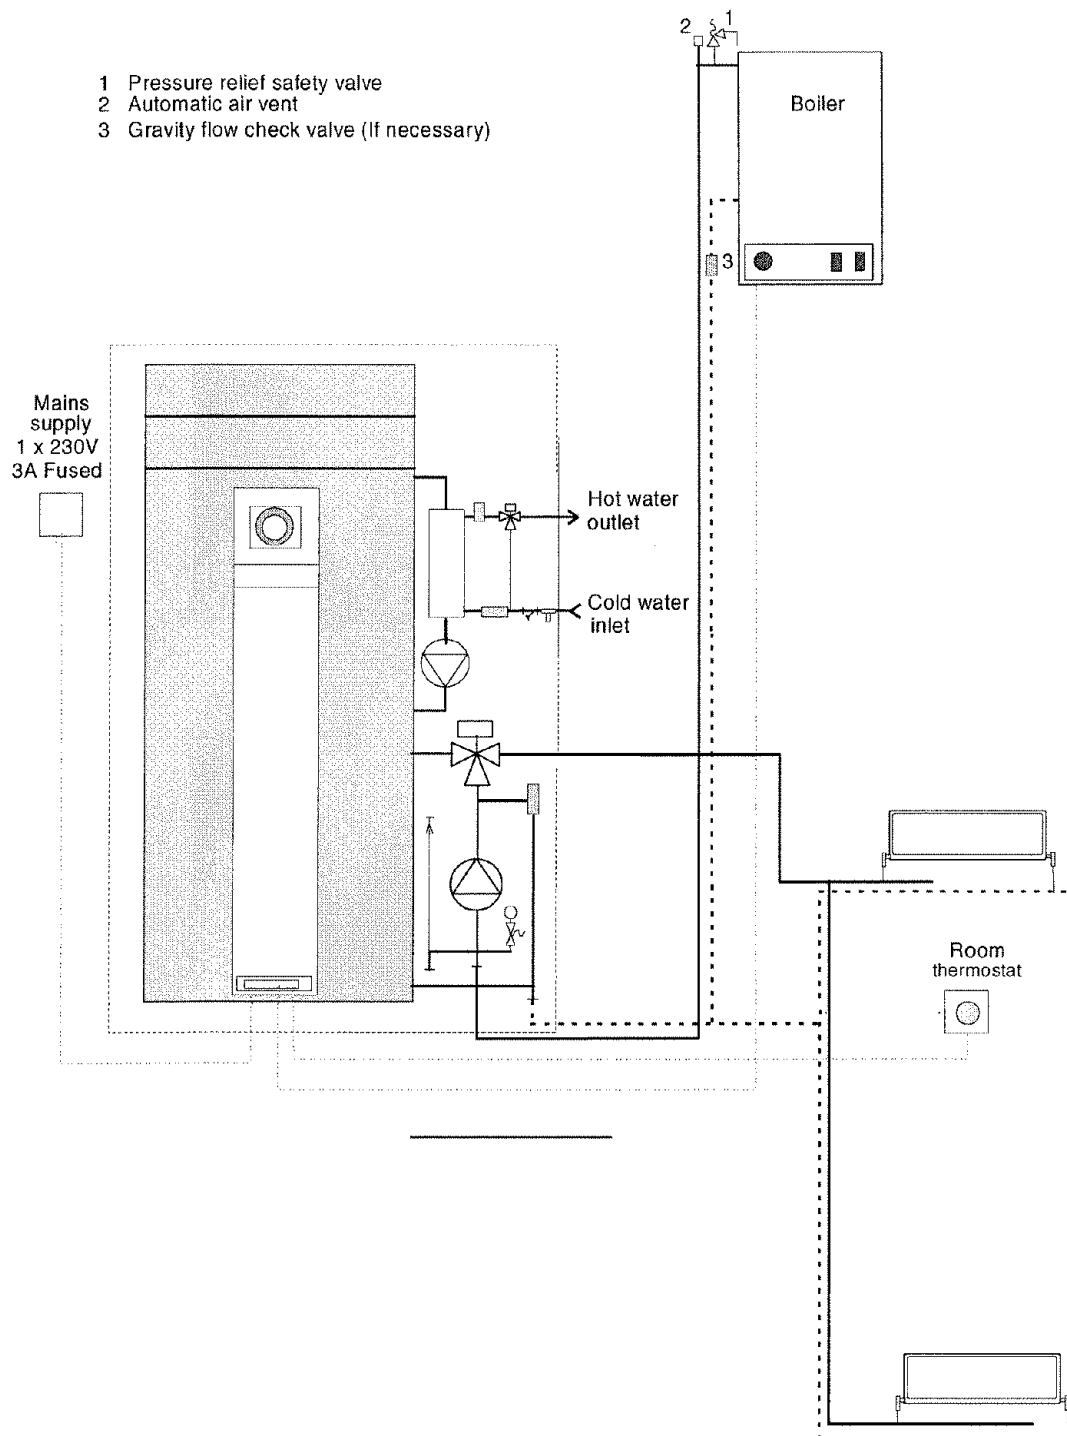 2
1
1 Pressure relief safety valve
2 Automatic air vent
3 Gravity flow check valve (If necessary)
Boiler
3
Mains
supply
1 x 230V
3A Fused
Hot water
outlet
Cold water
inlet
Room
thermostat